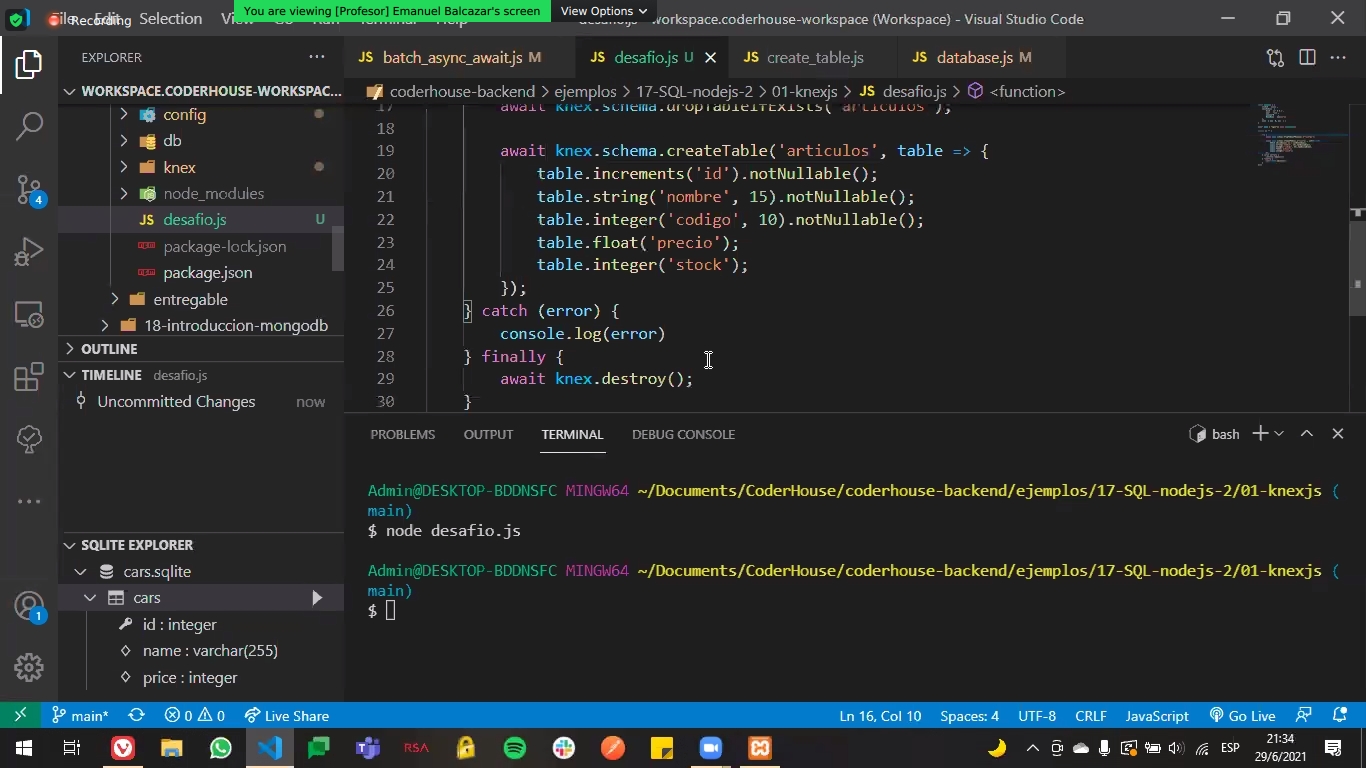 Recording
File Selection View Go Run Terminal Help desafio.js - workspace.coderhouse-workspace (Workspace) - Visual Studio Code
You are viewing [Profesor] Emanuel Balcazar's screen
View Options
EXPLORER
batch_async_await.js M
desafio.js U
create_table.js
database.js M
WORKSPACE.CODERHOUSE-WORKSPAC...
coderhouse-backend > ejemplos > 17-SQL-nodejs-2 > 01-knexjs > JS desafio.js > <function>
config
db
knex
node_modules
desafio.js U
package-lock.json
package.json
entregable
18-introduccion-mongodb
OUTLINE
TIMELINE desafio.js
Uncommitted Changes now
SQLITE EXPLORER
cars.sqlite
cars
id : integer
name : varchar(255)
price : integer
17 await knex.schema.dropTableIfExists('articulos');
18
19 await knex.schema.createTable('articulos', table => {
20 table.increments('id').notNullable();
21 table.string('nombre', 15).notNullable();
22 table.integer('codigo', 10).notNullable();
23 table.float('precio');
24 table.integer('stock');
25 });
26 } catch (error) {
27 console.log(error)
28 } finally {
29 await knex.destroy();
30 }
PROBLEMS OUTPUT TERMINAL DEBUG CONSOLE
bash
Admin@DESKTOP-BDDNSFC MINGW64 ~/Documents/CoderHouse/coderhouse-backend/ejemplos/17-SQL-nodejs-2/01-knexjs (
main)
$ node desafio.js
Admin@DESKTOP-BDDNSFC MINGW64 ~/Documents/CoderHouse/coderhouse-backend/ejemplos/17-SQL-nodejs-2/01-knexjs (
main)
$
4
1
main* 0 0 Live Share
Ln 16, Col 10 Spaces: 4 UTF-8 CRLF JavaScript Go Live
RSA
ESP
21:34
29/6/2021